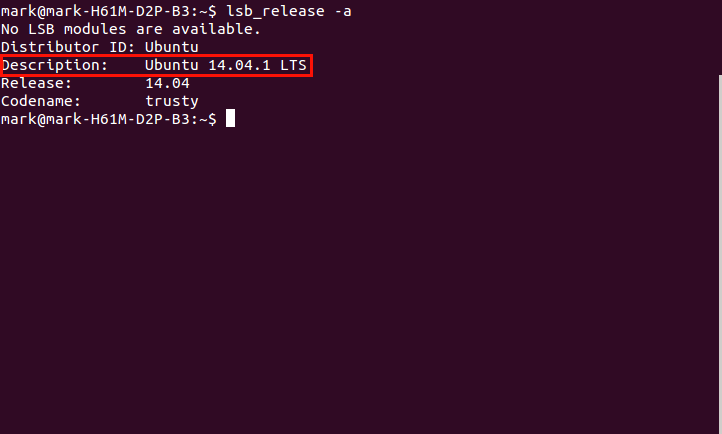 mark@mark-H61M-D2P-B3:~$ lsb_release -a
No LSB modules are available.
Distributor ID: Ubuntu
Description:    Ubuntu 14.04.1 LTS
Release:        14.04
Codename:       trusty
mark@mark-H61M-D2P-B3:~$